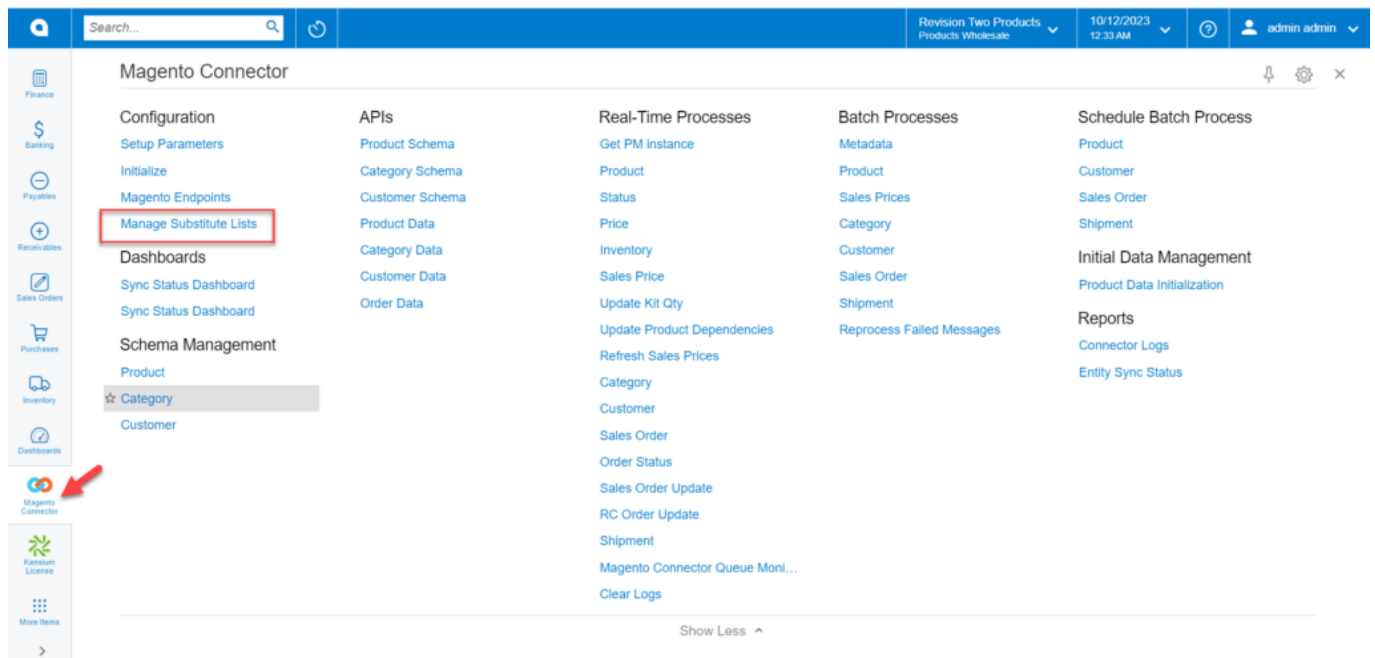 Search...
Revision Two Products
Products Wholesale
10/12/2023
12:33 AM
admin admin
Finance
Banking
Payables
Receivables
Sales Orders
Purchases
Inventory
Dashboards
Magento
Connector
Kensium
License
More Items
Magento Connector
Configuration
Setup Parameters
Initialize
Magento Endpoints
Manage Substitute Lists
Dashboards
Sync Status Dashboard
Sync Status Dashboard
Schema Management
Product
Category
Customer
APIs
Product Schema
Category Schema
Customer Schema
Product Data
Category Data
Customer Data
Order Data
Real-Time Processes
Get PM instance
Product
Status
Price
Inventory
Sales Price
Update Kit Qty
Update Product Dependencies
Refresh Sales Prices
Category
Customer
Sales Order
Order Status
Sales Order Update
RC Order Update
Shipment
Magento Connector Queue Moni...
Clear Logs
Batch Processes
Metadata
Product
Sales Prices
Category
Customer
Sales Order
Shipment
Reprocess Failed Messages
Schedule Batch Process
Product
Customer
Sales Order
Shipment
Initial Data Management
Product Data Initialization
Reports
Connector Logs
Entity Sync Status
Show Less